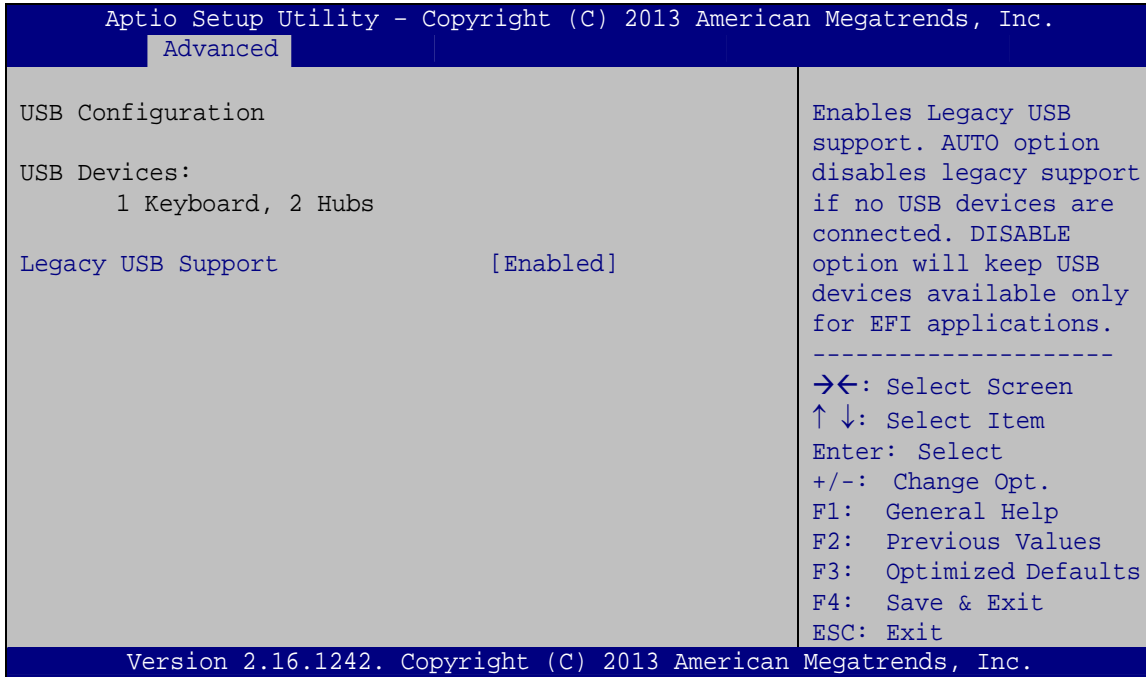 Aptio Setup Utility – Copyright (C) 2013 American Megatrends, Inc.
Advanced
USB Configuration
USB Devices:
1 Keyboard, 2 Hubs
Legacy USB Support [Enabled]
Enables Legacy USB
support. AUTO option
disables legacy support
if no USB devices are
connected. DISABLE
option will keep USB
devices available only
for EFI applications.
---------------------
→←: Select Screen
↑ ↓: Select Item
Enter: Select
+/-: Change Opt.
F1: General Help
F2: Previous Values
F3: Optimized Defaults
F4: Save & Exit
ESC: Exit
Version 2.16.1242. Copyright (C) 2013 American Megatrends, Inc.